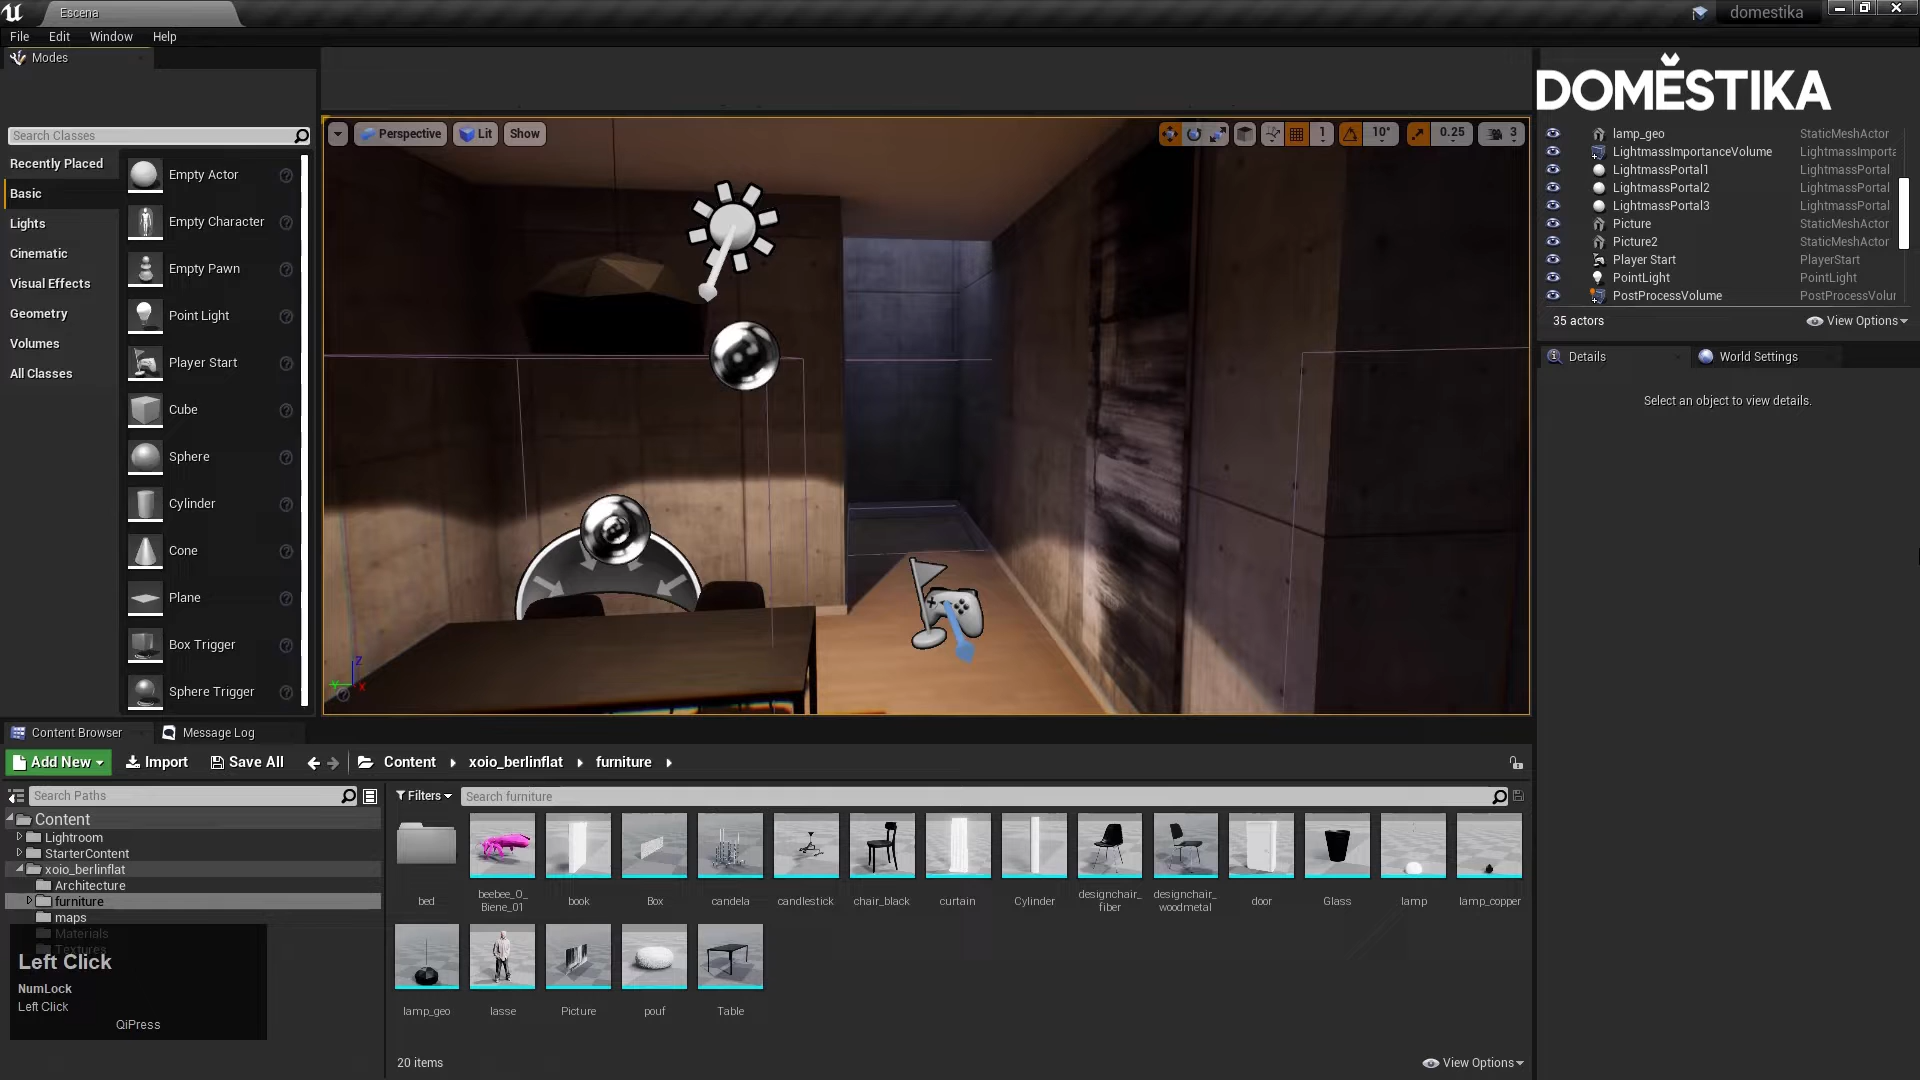 Escena
domestika
File Edit Window Help
Modes
DOMĚSTIKA
Search Classes
Recently Placed
Basic
Lights
Cinematic
Visual Effects
Geometry
Volumes
All Classes
Empty Actor
Empty Character
Empty Pawn
Point Light
Player Start
Cube
Sphere
Cylinder
Cone
Plane
Box Trigger
Sphere Trigger
Perspective Lit Show
1 10° 0.25 3
Z
Y X
lamp_geo StaticMeshActor
LightmassImportanceVolume LightmassImporta
LightmassPortal1 LightmassPortal
LightmassPortal2 LightmassPortal
LightmassPortal3 LightmassPortal
Picture StaticMeshActor
Picture2 StaticMeshActor
Player Start PlayerStart
PointLight PointLight
PostProcessVolume PostProcessVolur
35 actors View Options
Details World Settings
Select an object to view details.
Content Browser Message Log
Add New Import Save All Content xoio_berlinflat furniture
Search Paths
Filters Search furniture
Content
Lightroom
StarterContent
xoio_berlinflat
Architecture
furniture
maps
Materials
Textures
Left Click
NumLock
Left Click
QiPress
bed
beebee_0_
Biene_01
book
Box
candela
candlestick
chair_black
curtain
Cylinder
designchair_
fiber
designchair_
woodmetal
door
Glass
lamp
lamp_copper
lamp_geo
lasse
Picture
pouf
Table
20 items View Options